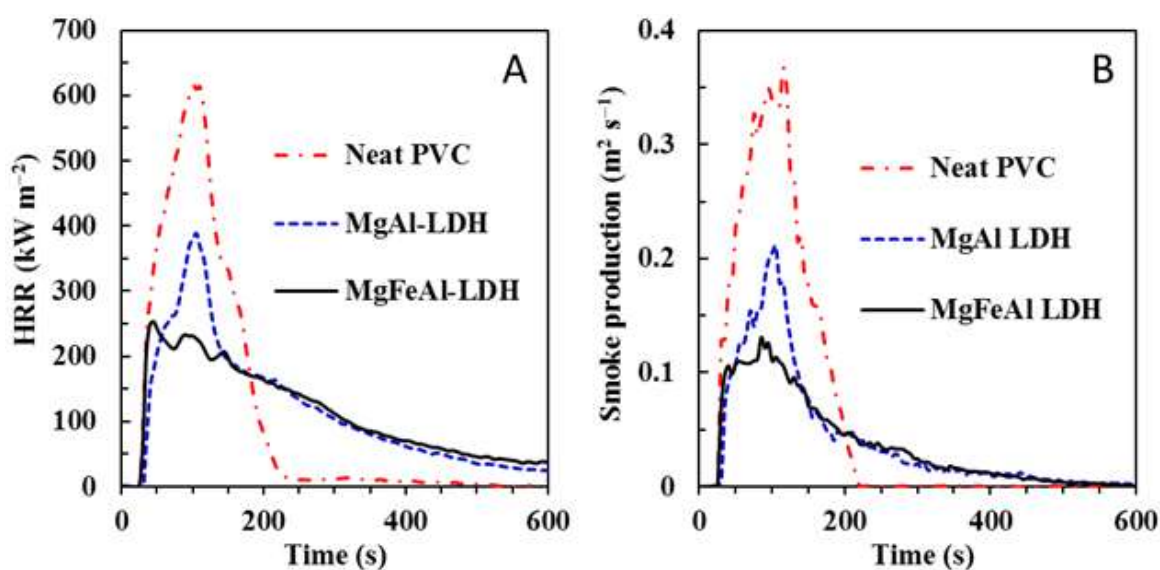 A
HRR (kW m⁻²)
700
600
500
400
300
200
100
0
Neat PVC
MgAl-LDH
MgFeAl-LDH
0 200 400 600
Time (s)
B
Smoke production (m² s⁻¹)
0.4
0.3
0.2
0.1
0
Neat PVC
MgAl LDH
MgFeAl LDH
0 200 400 600
Time (s)